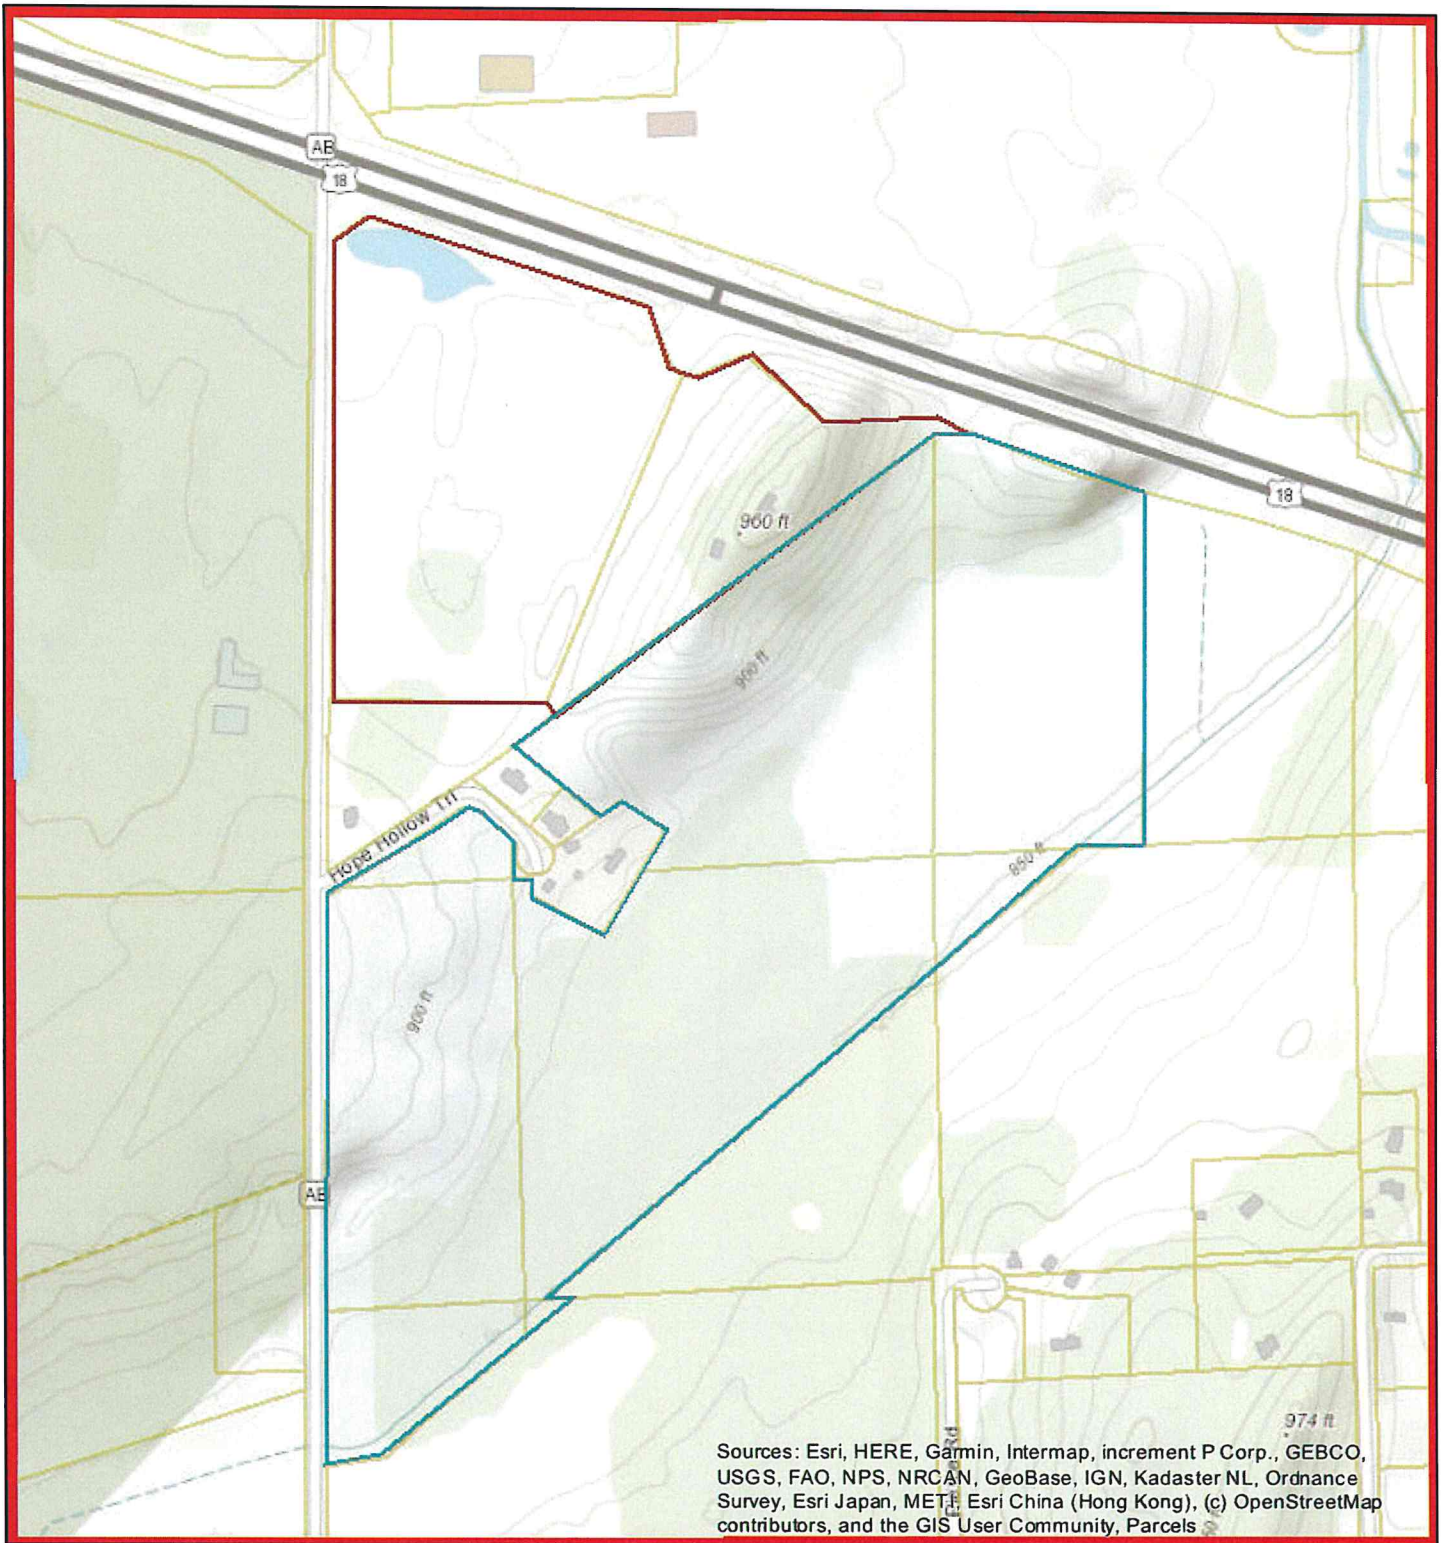 AB
18
960 ft
18
900 ft
Hope Hollow Trl
850 ft
900 ft
AB
974 ft
Sources: Esri, HERE, Garmin, Intermap, increment P Corp., GEBCO,
USGS, FAO, NPS, NRCAN, GeoBase, IGN, Kadaster NL, Ordnance
Survey, Esri Japan, METI, Esri China (Hong Kong), (c) OpenStreetMap
contributors, and the GIS User Community, Parcels